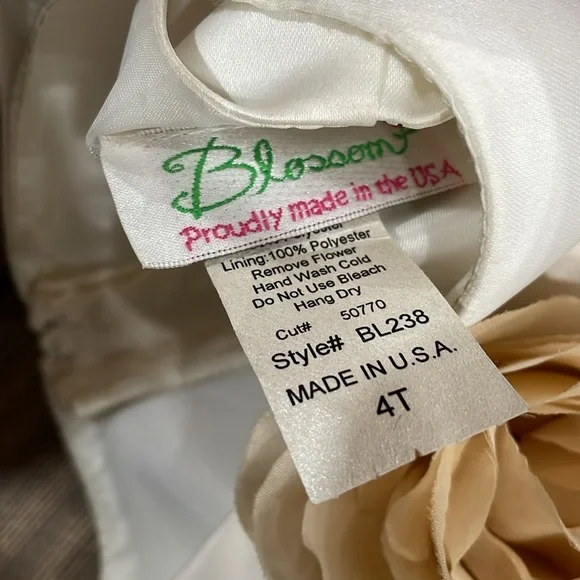 Blossom
Proudly made in the USA
Lining:100% Polyester
Remove Flower
Hand Wash Cold
Do Not Use Bleach
Hang Dry
Cut# 50770
Style# BL238
MADE IN U.S.A.
4T